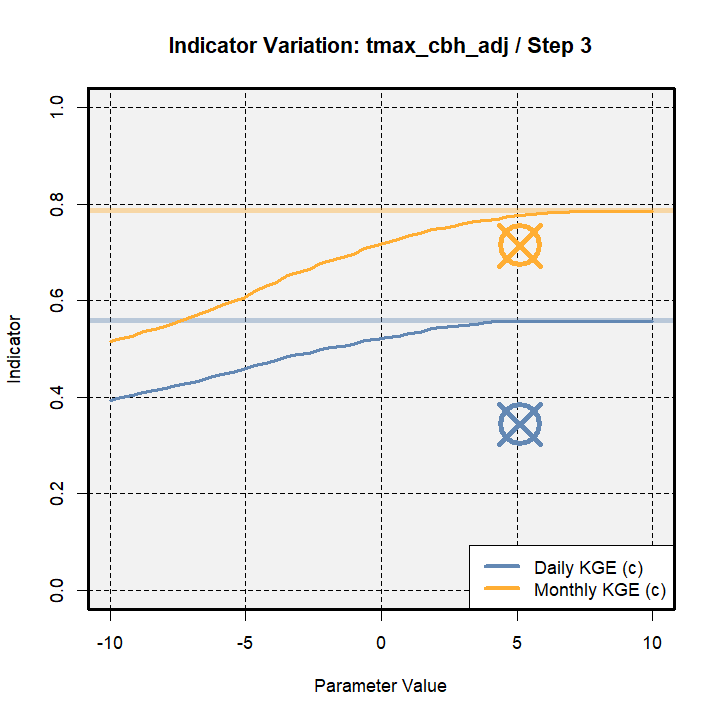 Indicator Variation: tmax_cbh_adj / Step 3
Indicator
1.0
0.8
0.6
0.4
0.2
0.0
Daily KGE (c)
Monthly KGE (c)
-10 -5 0 5 10
Parameter Value